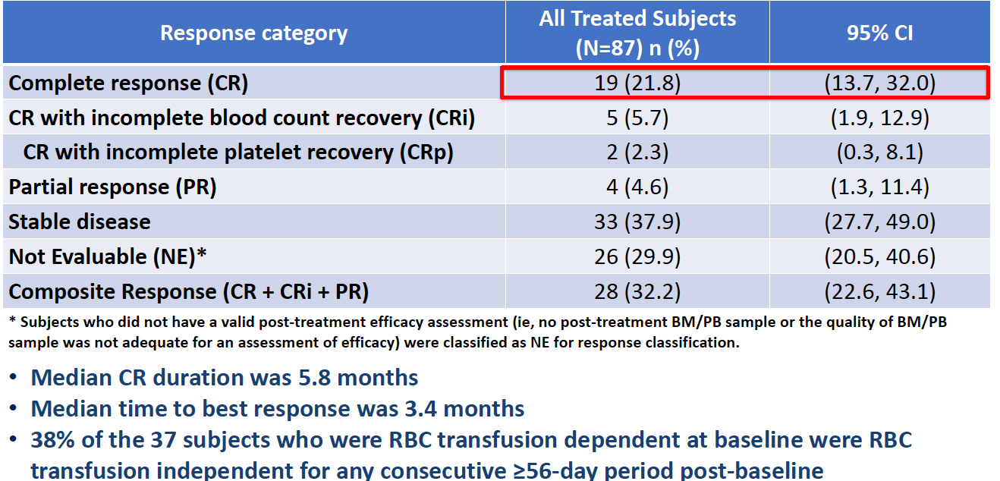 Response category All Treated Subjects (N=87) n (%) 95% CI
Complete response (CR) 19 (21.8) (13.7, 32.0)
CR with incomplete blood count recovery (CRi) 5 (5.7) (1.9, 12.9)
CR with incomplete platelet recovery (CRp) 2 (2.3) (0.3, 8.1)
Partial response (PR) 4 (4.6) (1.3, 11.4)
Stable disease 33 (37.9) (27.7, 49.0)
Not Evaluable (NE)* 26 (29.9) (20.5, 40.6)
Composite Response (CR + CRi + PR) 28 (32.2) (22.6, 43.1)
* Subjects who did not have a valid post-treatment efficacy assessment (ie, no post-treatment BM/PB sample or the quality of BM/PB
sample was not adequate for an assessment of efficacy) were classified as NE for response classification.
• Median CR duration was 5.8 months
• Median time to best response was 3.4 months
• 38% of the 37 subjects who were RBC transfusion dependent at baseline were RBC
transfusion independent for any consecutive ≥56-day period post-baseline